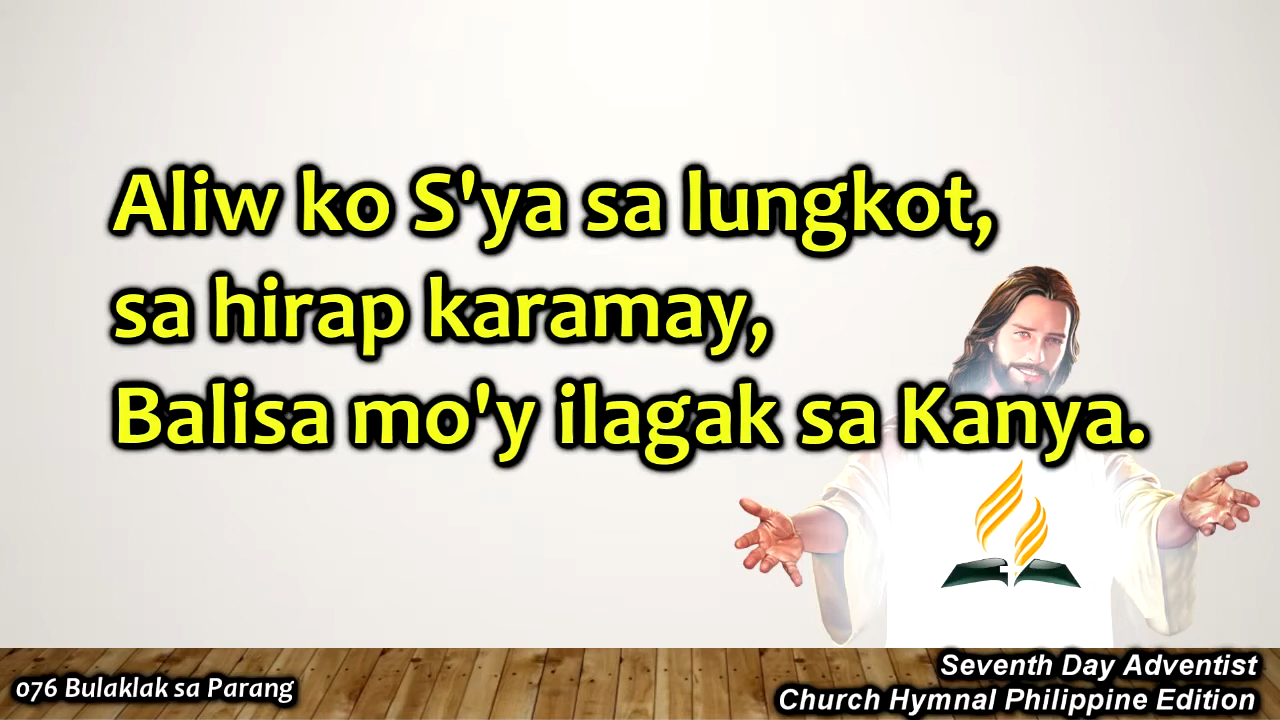 Aliw ko S'ya sa lungkot,
sa hirap karamay,
Balisa mo'y ilagak sa Kanya.
076 Bulaklak sa Parang
Seventh Day Adventist
Church Hymnal Philippine Edition